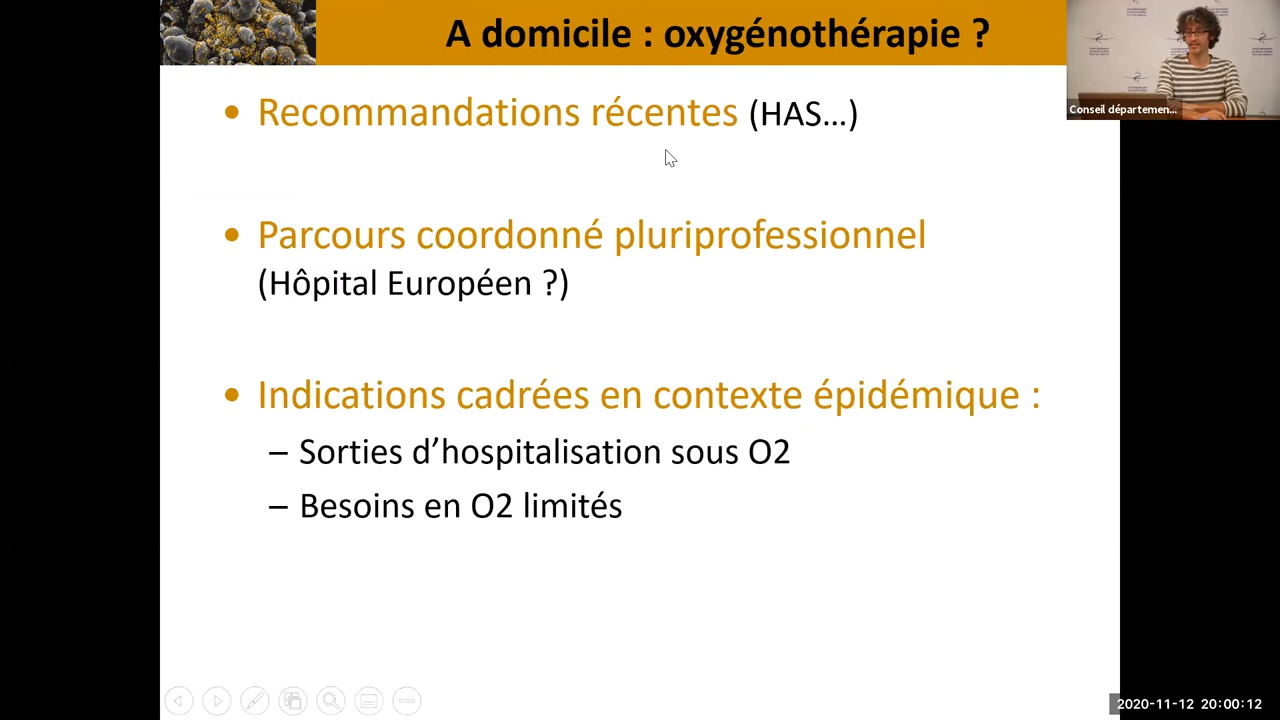 A domicile : oxygénothérapie ?
Conseil départemen...
• Recommandations récentes (HAS...)
• Parcours coordonné pluriprofessionnel
(Hôpital Européen ?)
• Indications cadrées en contexte épidémique :
– Sorties d’hospitalisation sous O2
– Besoins en O2 limités
2020-11-12 20:00:12